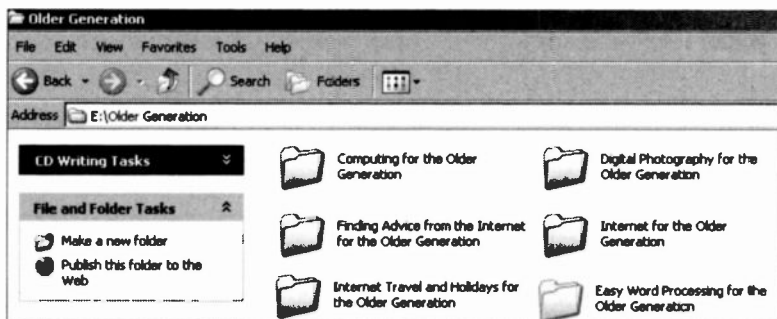 Older Generation
File Edit View Favorites Tools Help
Back Search Folders
Address E:\Older Generation
CD Writing Tasks
File and Folder Tasks
Make a new folder
Publish this folder to the
Web
Computing for the Older
Generation
Digital Photography for the
Older Generation
Finding Advice from the Internet
for the Older Generation
Internet for the Older
Generation
Internet Travel and Holidays for
the Older Generation
Easy Word Processing for the
Older Generation